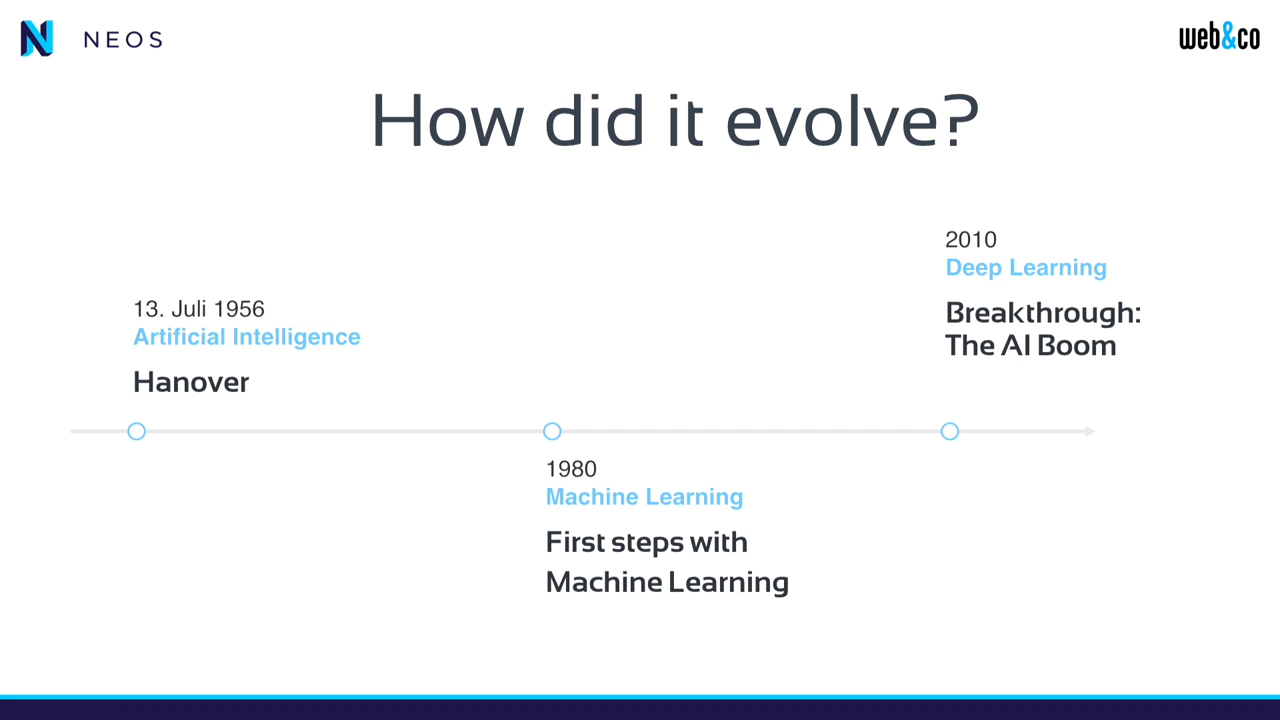 NEOS
web&co
How did it evolve?
13. Juli 1956
Artificial Intelligence
Hanover
1980
Machine Learning
First steps with
Machine Learning
2010
Deep Learning
Breakthrough:
The AI Boom